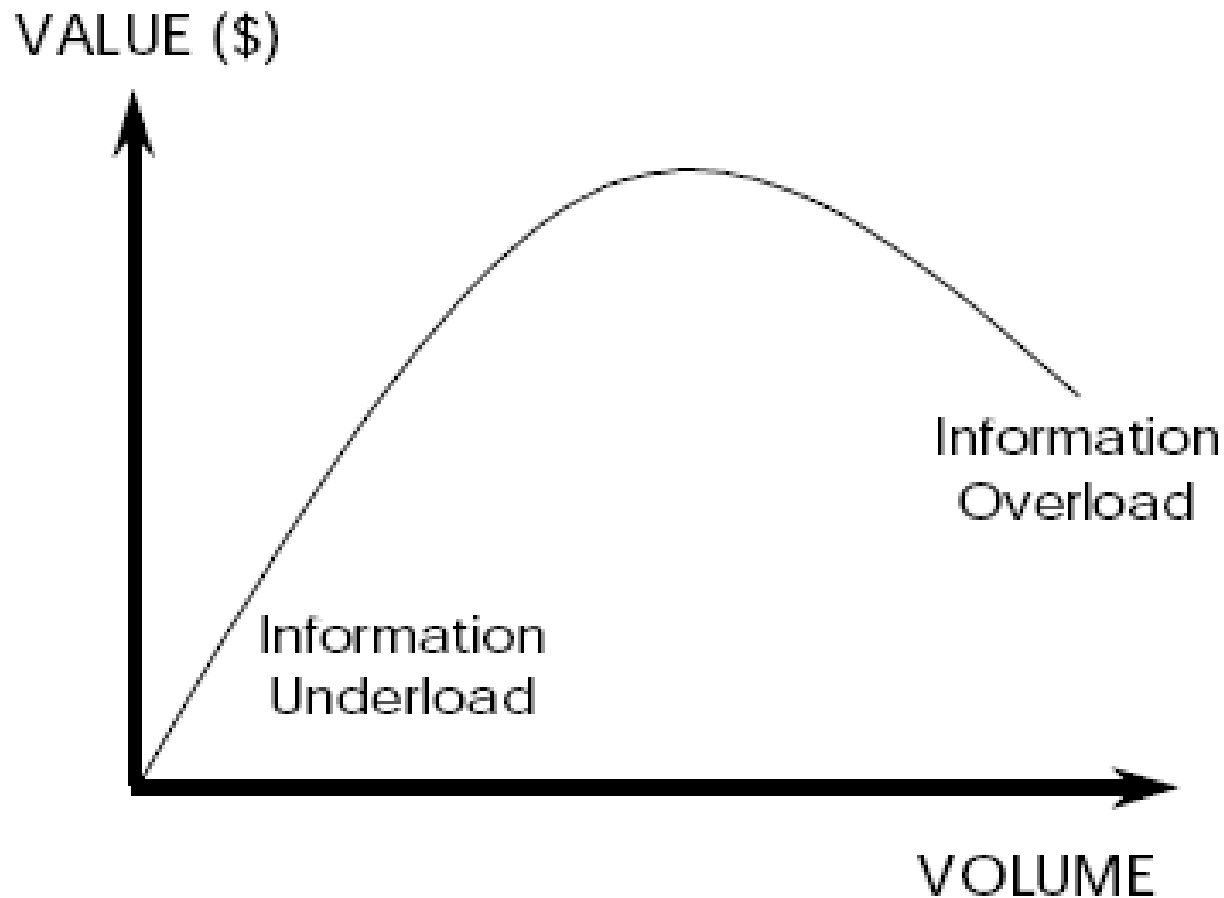 VALUE ($)
Information
Overload
Information
Underload
VOLUME